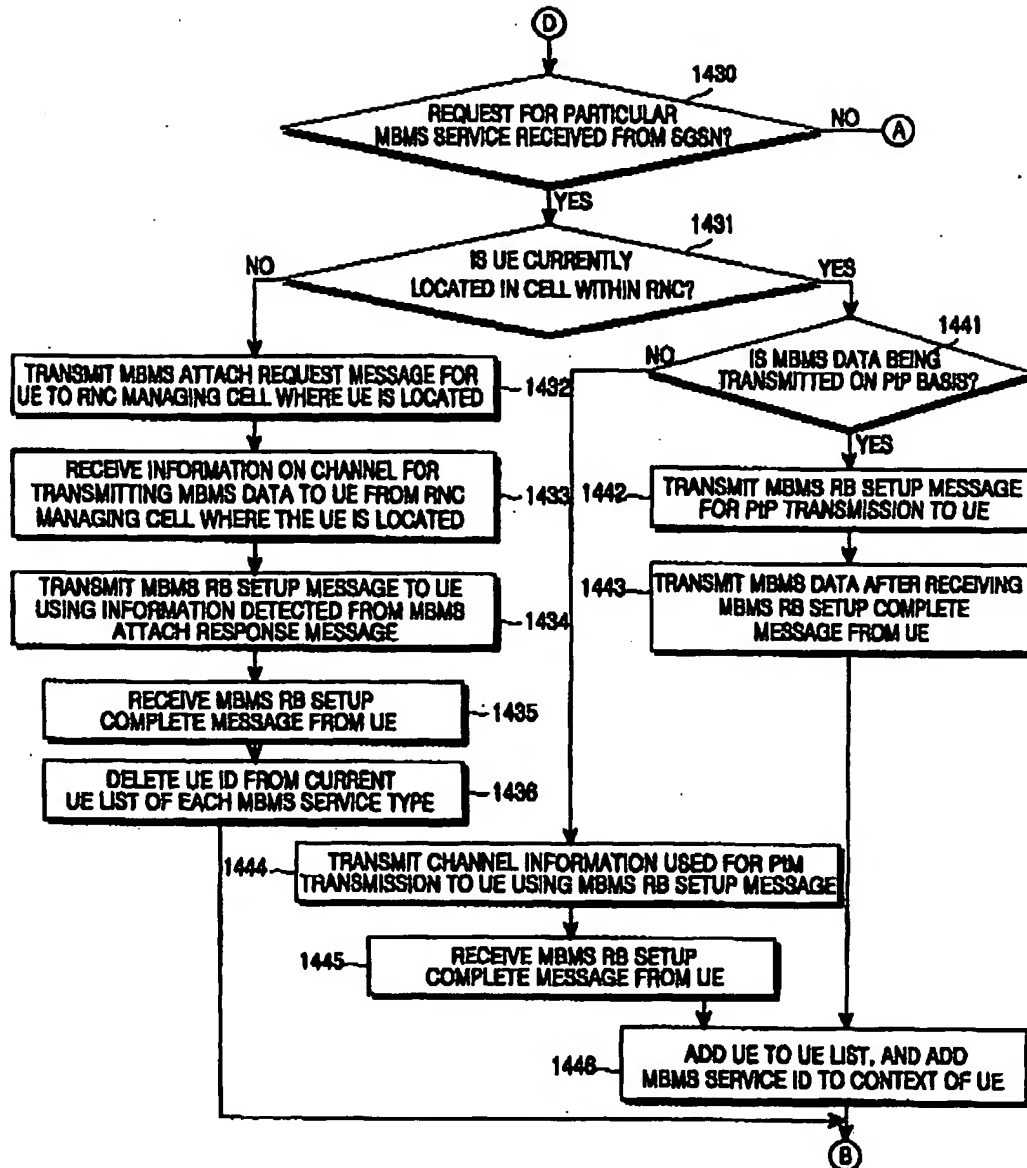 D
1430
REQUEST FOR PARTICULAR
MBMS SERVICE RECEIVED FROM SGSN?
NO
A
YES
1431
IS UE CURRENTLY
LOCATED IN CELL WITHIN RNC?
NO
YES
1441
IS MBMS DATA BEING
TRANSMITTED ON PtP BASIS?
NO
YES
TRANSMIT MBMS ATTACH REQUEST MESSAGE FOR
UE TO RNC MANAGING CELL WHERE UE IS LOCATED
1432
RECEIVE INFORMATION ON CHANNEL FOR
TRANSMITTING MBMS DATA TO UE FROM RNC
MANAGING CELL WHERE THE UE IS LOCATED
1433
1442
TRANSMIT MBMS RB SETUP MESSAGE
FOR PtP TRANSMISSION TO UE
TRANSMIT MBMS RB SETUP MESSAGE TO UE
USING INFORMATION DETECTED FROM MBMS
ATTACH RESPONSE MESSAGE
1434
1443
TRANSMIT MBMS DATA AFTER RECEIVING
MBMS RB SETUP COMPLETE
MESSAGE FROM UE
RECEIVE MBMS RB SETUP
COMPLETE MESSAGE FROM UE
1435
DELETE UE ID FROM CURRENT
UE LIST OF EACH MBMS SERVICE TYPE
1436
1444
TRANSMIT CHANNEL INFORMATION USED FOR PtM
TRANSMISSION TO UE USING MBMS RB SETUP MESSAGE
1445
RECEIVE MBMS RB SETUP
COMPLETE MESSAGE FROM UE
1446
ADD UE TO UE LIST, AND ADD
MBMS SERVICE ID TO CONTEXT OF UE
B